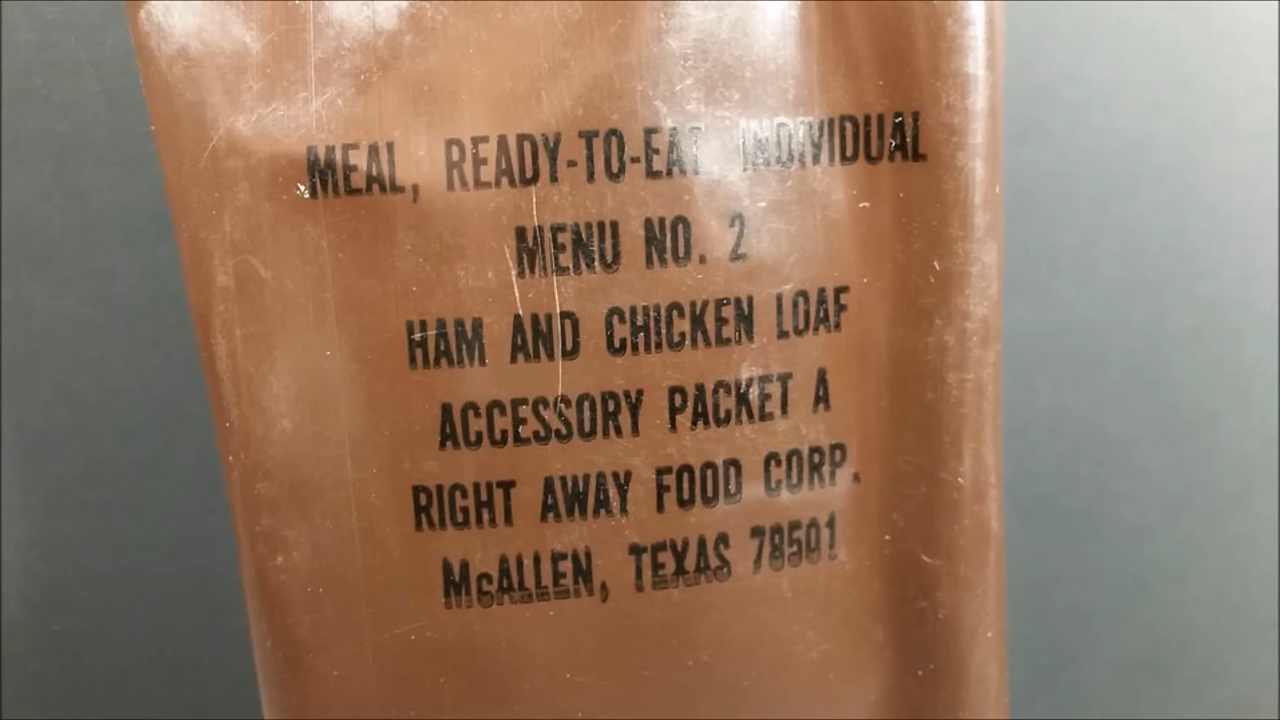 MEAL, READY-TO-EAT INDIVIDUAL
MENU NO. 2
HAM AND CHICKEN LOAF
ACCESSORY PACKET A
RIGHT AWAY FOOD CORP.
McALLEN, TEXAS 78501